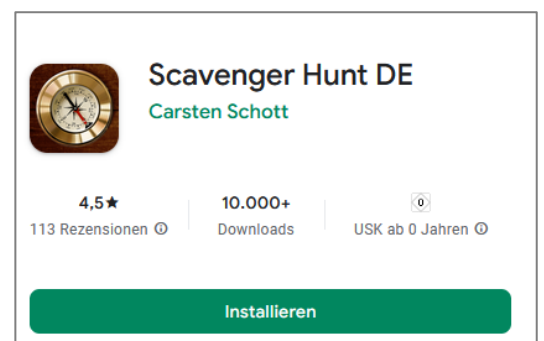 Scavenger Hunt DE
Carsten Schott
4,5★ 10.000+ 0
113 Rezensionen ⓘ Downloads USK ab 0 Jahren ⓘ
Installieren